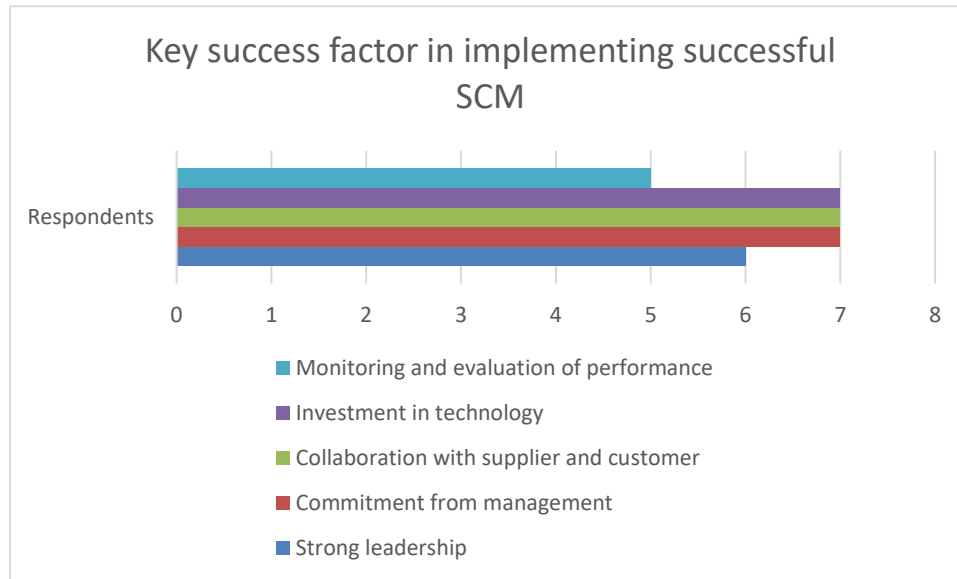 Key success factor in implementing successful
SCM
Respondents
0 1 2 3 4 5 6 7 8
Monitoring and evaluation of performance
Investment in technology
Collaboration with supplier and customer
Commitment from management
Strong leadership